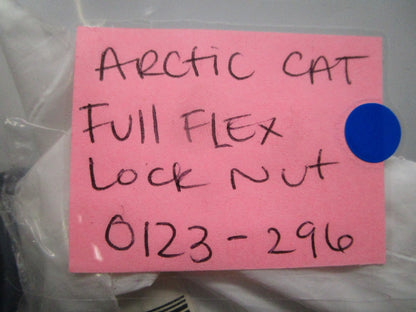 ARCtiC CAT
Full FLEX
LOCK NUt
0123-296